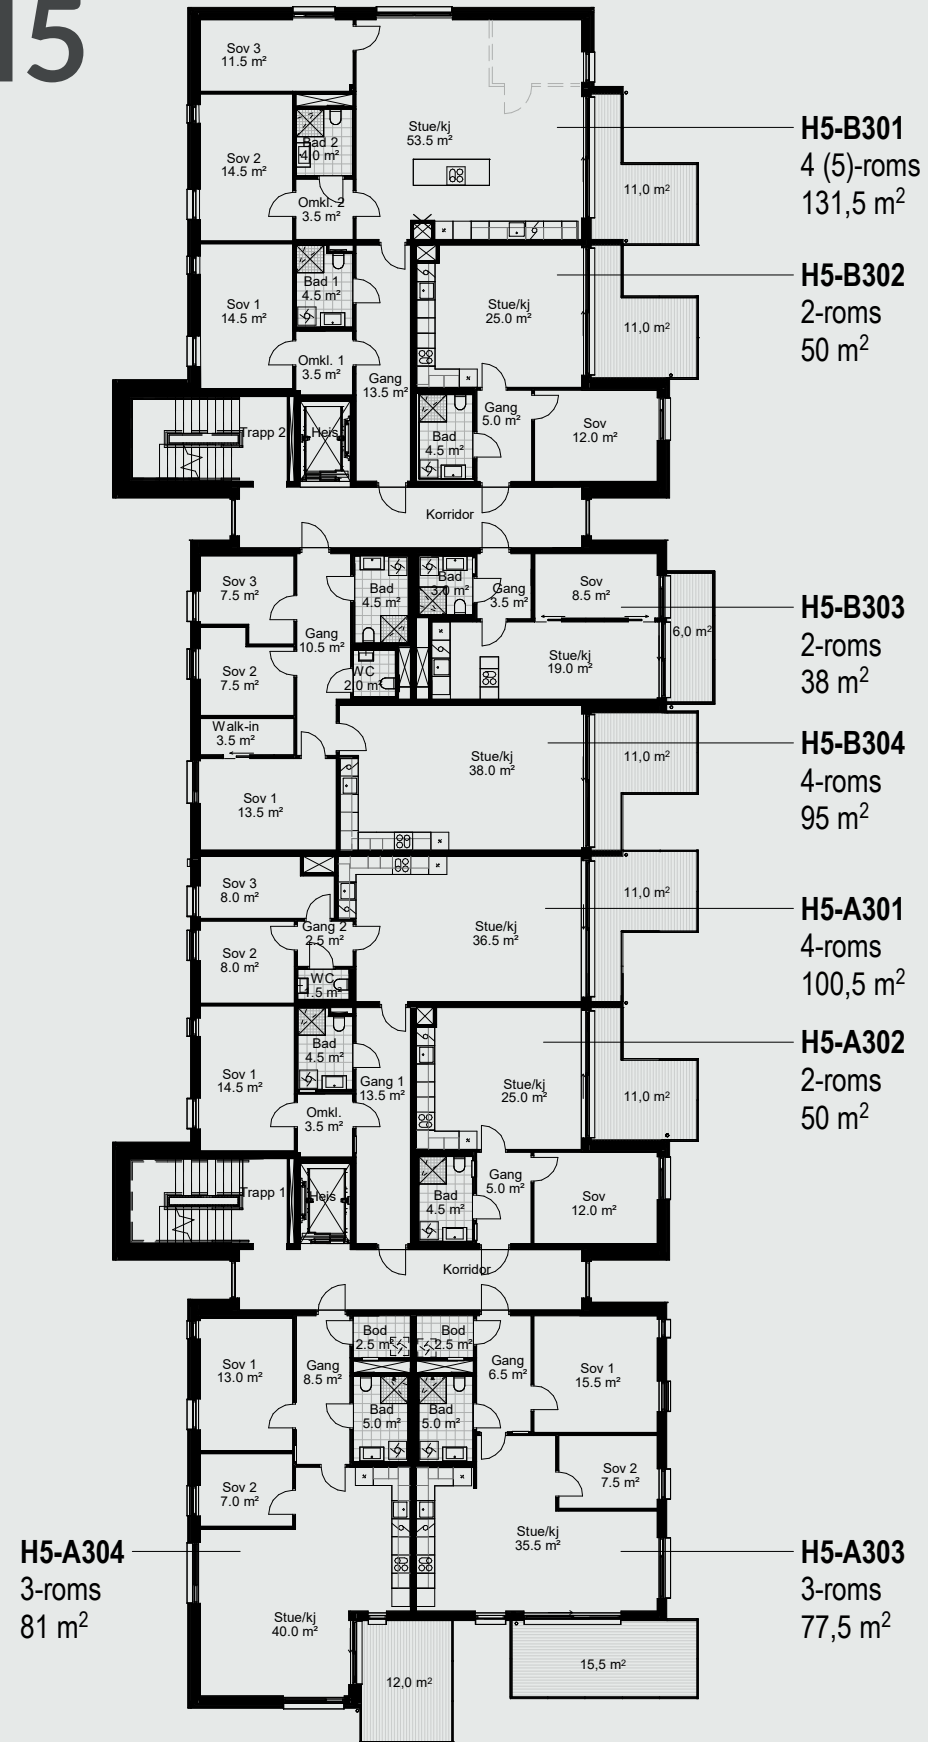 H5
Sov 3
11.5 m²
Stue/kj
53.5 m²
Bad 2
4.0 m²
Sov 2
14.5 m²
Omkl. 2
3.5 m²
11,0 m²
H5-B301
4 (5)-roms
131,5 m²
Sov 1
14.5 m²
Bad 1
4.5 m²
Omkl. 1
3.5 m²
Gang
13.5 m²
Stue/kj
25.0 m²
11,0 m²
H5-B302
2-roms
50 m²
Trapp 2
Heis
Bad
4.5 m²
Gang
5.0 m²
Sov
12.0 m²
Korridor
Sov 3
7.5 m²
Bad
4.5 m²
Bad
3.0 m²
Gang
3.5 m²
Sov
8.5 m²
6,0 m²
H5-B303
2-roms
38 m²
Gang
10.5 m²
Sov 2
7.5 m²
WC
2.0 m²
Stue/kj
19.0 m²
Walk-in
3.5 m²
Sov 1
13.5 m²
Stue/kj
38.0 m²
11,0 m²
H5-B304
4-roms
95 m²
Sov 3
8.0 m²
Gang 2
2.5 m²
Sov 2
8.0 m²
WC
1.5 m²
Stue/kj
36.5 m²
11,0 m²
H5-A301
4-roms
100,5 m²
Sov 1
14.5 m²
Bad
4.5 m²
Gang 1
13.5 m²
Omkl.
3.5 m²
Stue/kj
25.0 m²
11,0 m²
H5-A302
2-roms
50 m²
Trapp 1
Heis
Bad
4.5 m²
Gang
5.0 m²
Sov
12.0 m²
Korridor
Sov 1
13.0 m²
Gang
8.5 m²
Bod
2.5 m²
Bod
2.5 m²
Gang
6.5 m²
Sov 1
15.5 m²
Bad
5.0 m²
Bad
5.0 m²
Sov 2
7.0 m²
Sov 2
7.5 m²
Stue/kj
35.5 m²
H5-A304
3-roms
81 m²
H5-A303
3-roms
77,5 m²
Stue/kj
40.0 m²
12,0 m²
15,5 m²